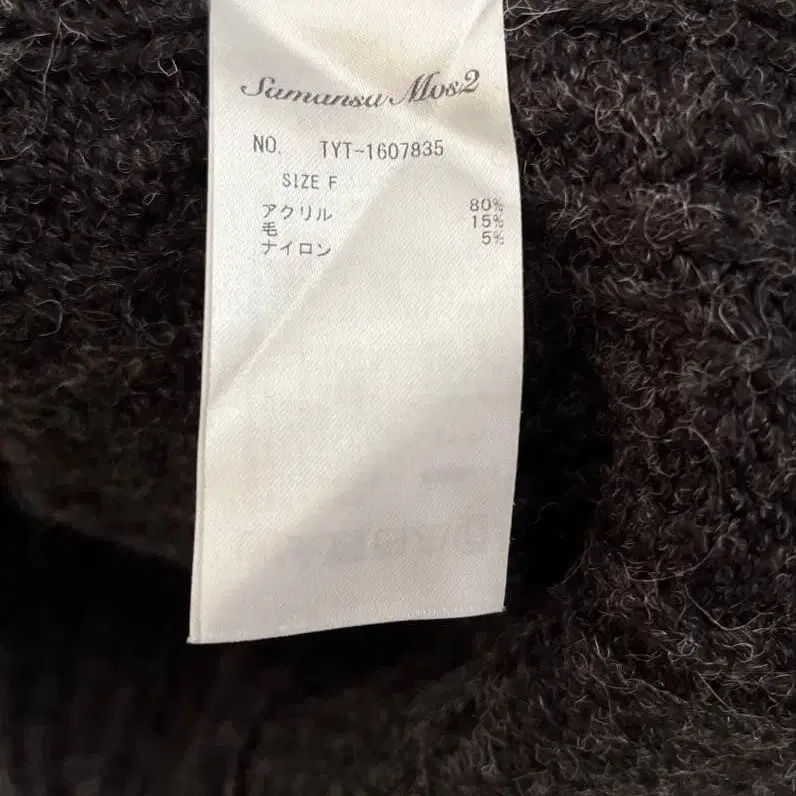 Samansa Mos2
NO. TYT-1607835
SIZE F
アクリル 80%
毛 15%
ナイロン 5%